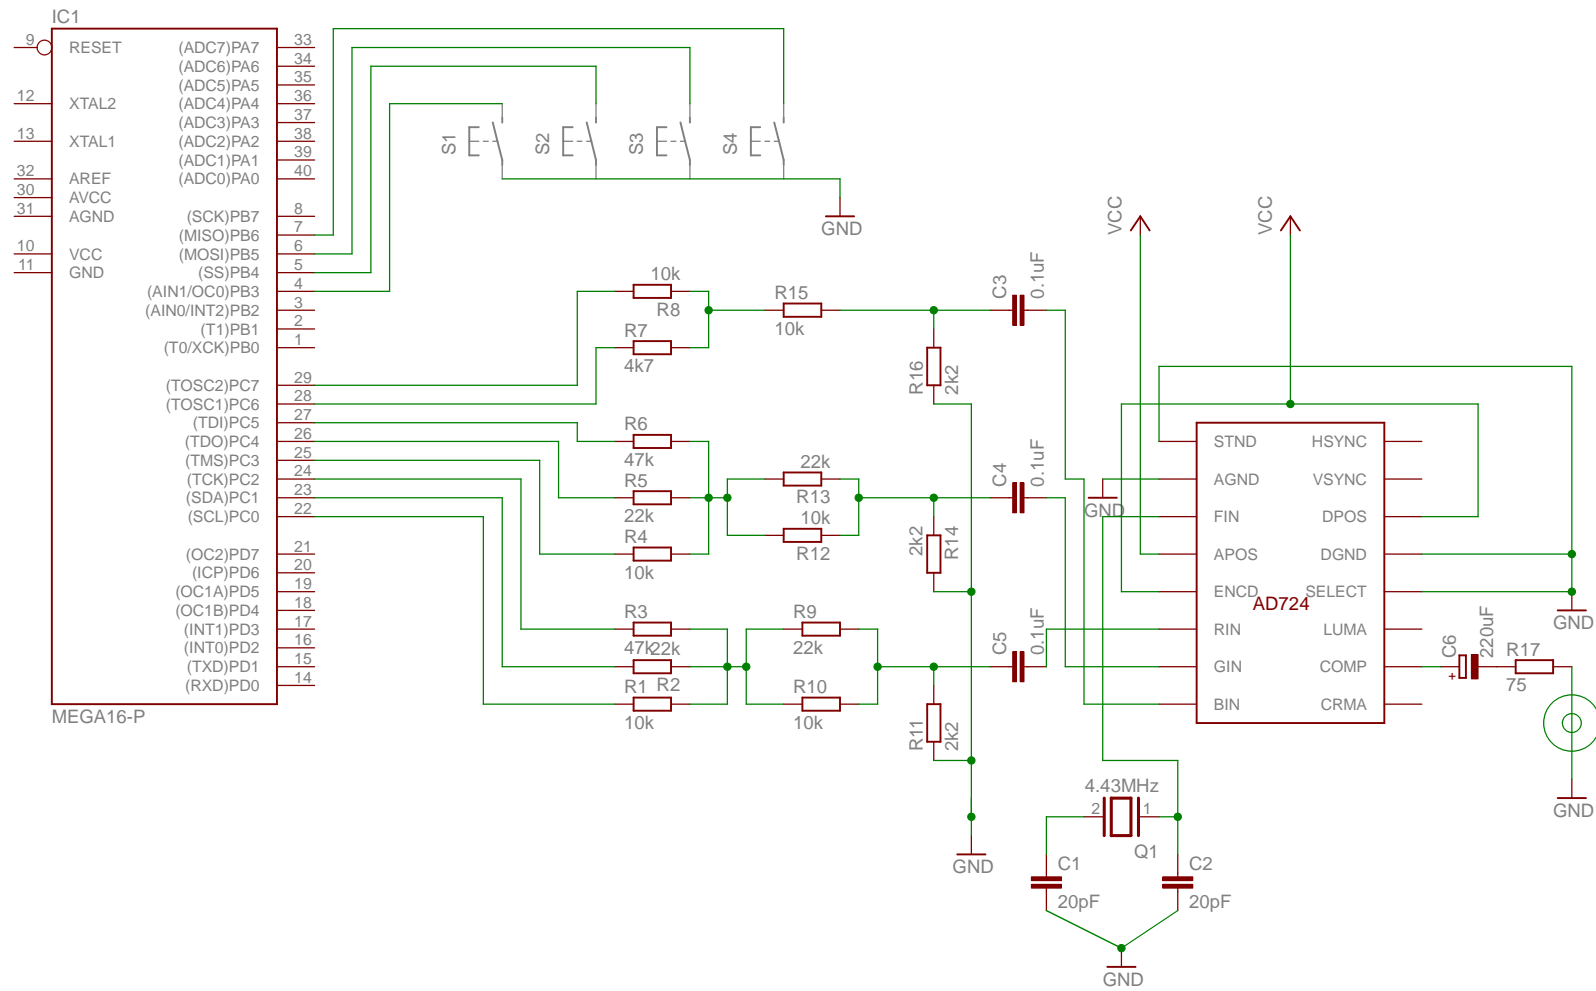 IC1
9 RESET (ADC7)PA7 33
(ADC6)PA6 34
(ADC5)PA5 35
12 XTAL2 (ADC4)PA4 36
(ADC3)PA3 37
13 XTAL1 (ADC2)PA2 38
(ADC1)PA1 39
32 AREF (ADC0)PA0 40
30 AVCC
31 AGND (SCK)PB7 8
(MISO)PB6 7
10 VCC (MOSI)PB5 6
11 GND (SS)PB4 5
(AIN1/OC0)PB3 4
(AIN0/INT2)PB2 3
(T1)PB1 2
(T0/XCK)PB0 1
(TOSC2)PC7 29
(TOSC1)PC6 28
(TDI)PC5 27
(TDO)PC4 26
(TMS)PC3 25
(TCK)PC2 24
(SDA)PC1 23
(SCL)PC0 22
(OC2)PD7 21
(ICP)PD6 20
(OC1A)PD5 19
(OC1B)PD4 18
(INT1)PD3 17
(INT0)PD2 16
(TXD)PD1 15
(RXD)PD0 14
MEGA16-P
S1 S2 S3 S4
GND
10k
R8
R7
4k7
R15
10k
R16
2k2
C3
0.1uF
R6
47k
R5
22k
R4
10k
22k
R13
10k
R12
2k2
R14
C4
0.1uF
R3
47k
22k
R2
R1
10k
R9
22k
R10
10k
R11
2k2
C5
0.1uF
GND
VCC
VCC
STND HSYNC
AGND VSYNC
GND
FIN DPOS
APOS DGND
ENCD SELECT
AD724
RIN LUMA
GIN COMP
BIN CRMA
GND
C6
220uF
+
R17
75
GND
4.43MHz
2 1
Q1
C1
20pF
C2
20pF
GND